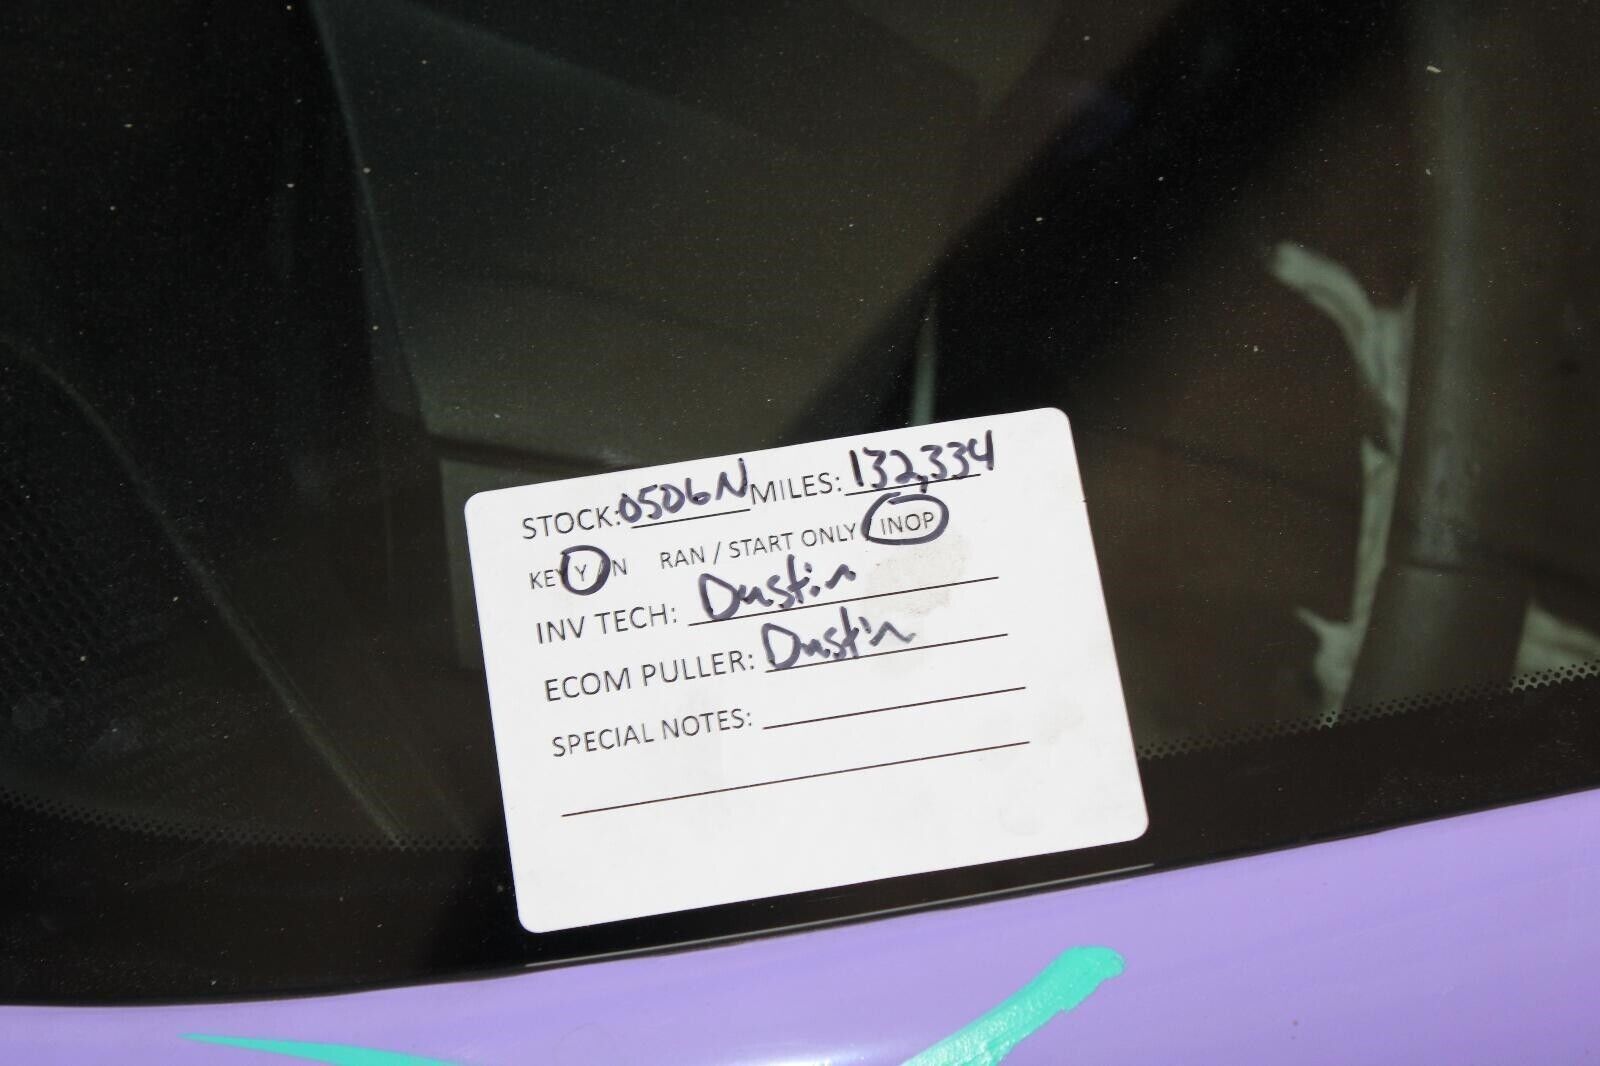 STOCK: 0506N MILES: 132,334
KEY Y / N RAN / START ONLY / INOP
INV TECH: Dustin
ECOM PULLER: Dustin
SPECIAL NOTES: